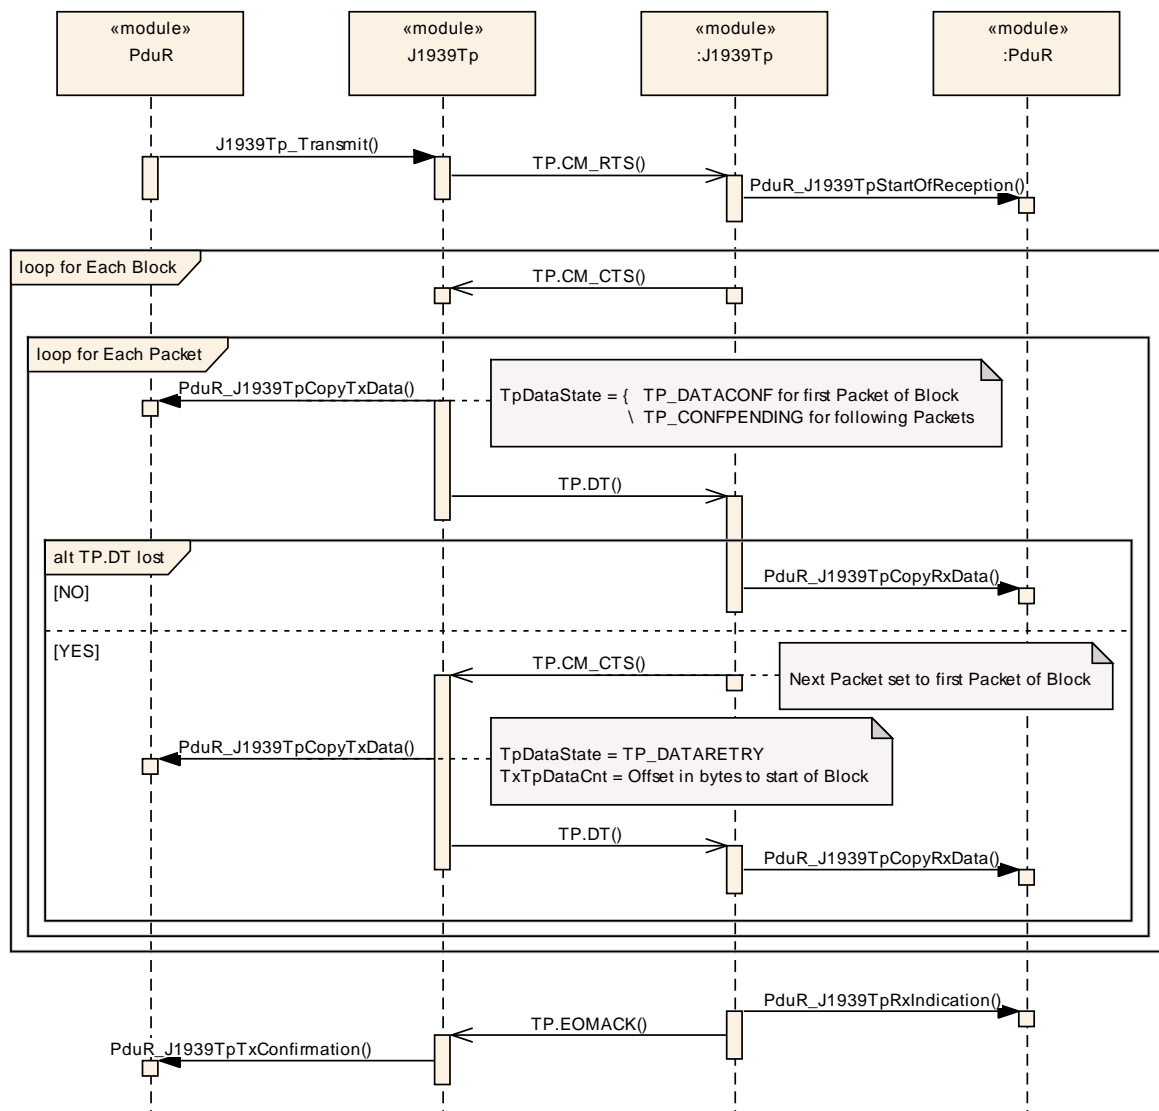 «module»
PduR
«module»
J1939Tp
«module»
:J1939Tp
«module»
:PduR
J1939Tp_Transmit()
TP.CM_RTS()
PduR_J1939TpStartOfReception()
loop for Each Block
TP.CM_CTS()
loop for Each Packet
PduR_J1939TpCopyTxData()
TpDataState = { TP_DATACONF for first Packet of Block
\ TP_CONFPENDING for following Packets
TP.DT()
alt TP.DT lost
[NO]
PduR_J1939TpCopyRxData()
[YES]
TP.CM_CTS()
Next Packet set to first Packet of Block
PduR_J1939TpCopyTxData()
TpDataState = TP_DATARETRY
TxTpDataCnt = Offset in bytes to start of Block
TP.DT()
PduR_J1939TpCopyRxData()
PduR_J1939TpRxIndication()
TP.EOMACK()
PduR_J1939TpTxConfirmation()